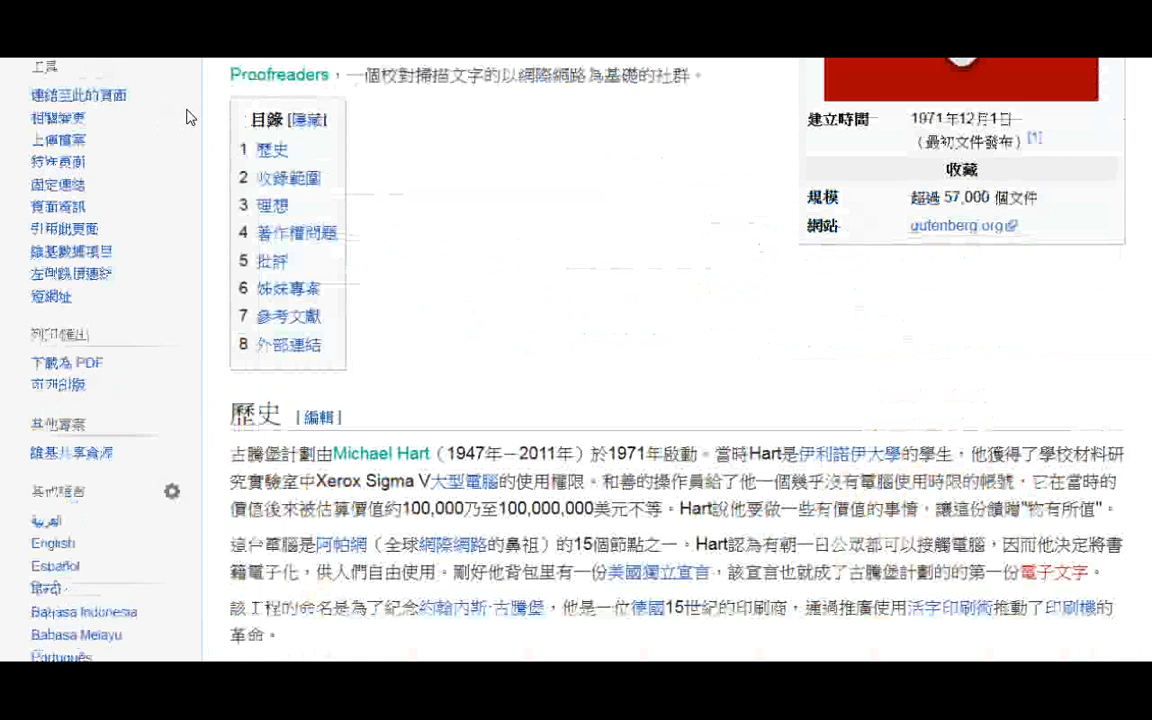 工具
連結至此的頁面
相關變更
上傳檔案
特殊頁面
固定連結
頁面資訊
引用此頁面
維基數據項目
短網址
列印/匯出
下載為 PDF
可列印版
其他專案
維基共享資源
其他語言
العربية
English
Español
हिन्दी
Bahasa Indonesia
Bahasa Melayu
Português
Proofreaders，一個校對掃描文字的以網際網路為基礎的社群。
目錄 [隱藏]
1 歷史
2 收錄範圍
3 理想
4 著作權問題
5 批評
6 姊妹專案
7 參考文獻
8 外部連結
建立時間 1971年12月1日
（最初文件發布）[1]
收藏
規模 超過 57,000 個文件
網站 gutenberg.org
歷史 [編輯]
古騰堡計劃由Michael Hart（1947年－2011年）於1971年啟動。當時Hart是伊利諾伊大學的學生，他獲得了學校材料研
究實驗室中Xerox Sigma V大型電腦的使用權限。和善的操作員給了他一個幾乎沒有電腦使用時限的帳號，它在當時的
價值後來被估算價值約100,000乃至100,000,000美元不等。Hart說他要做一些有價值的事情，讓這份饋贈"物有所值"。
這台電腦是阿帕網（全球網際網路的鼻祖）的15個節點之一。Hart認為有朝一日公眾都可以接觸電腦，因而他決定將書
籍電子化，供人們自由使用。剛好他背包里有一份美國獨立宣言，該宣言也就成了古騰堡計劃的的第一份電子文字。
該工程的命名是為了紀念約翰內斯·古騰堡，他是一位德國15世紀的印刷商，通過推廣使用活字印刷術推動了印刷機的
革命。